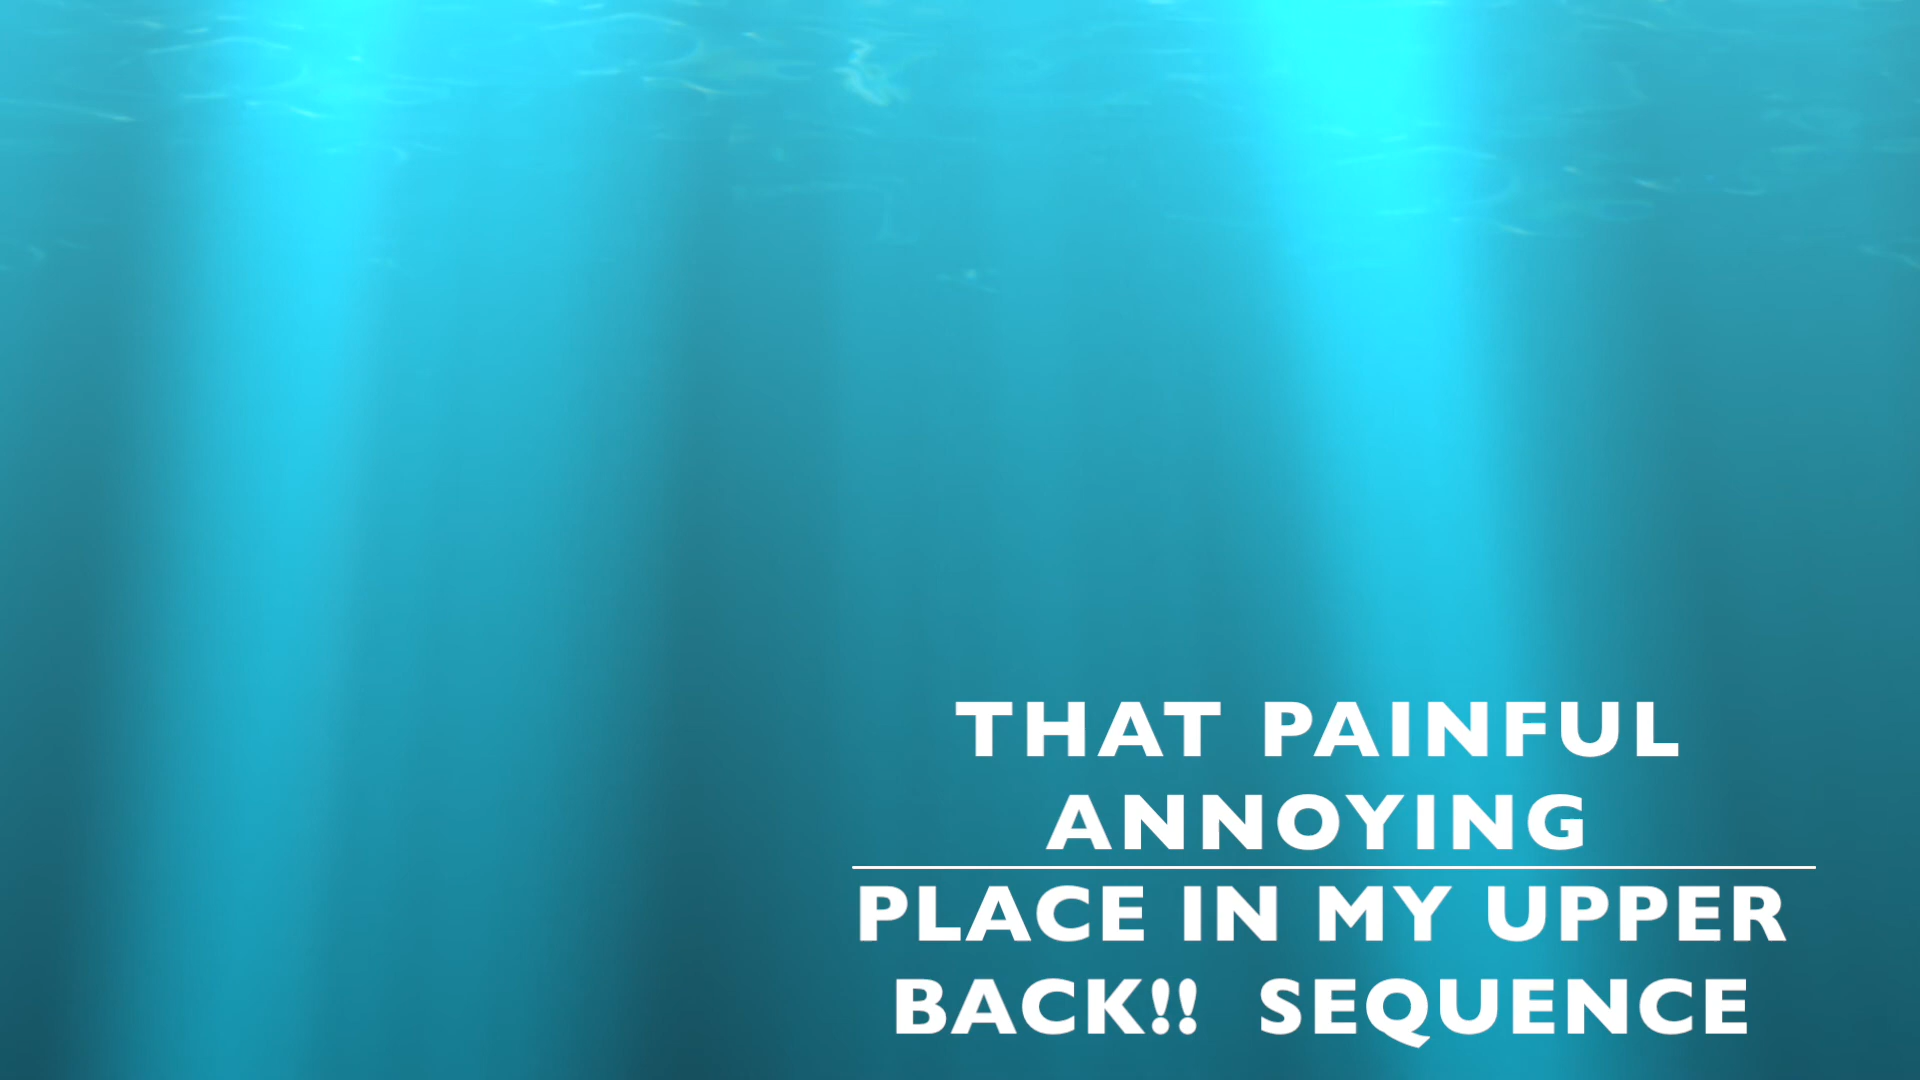 THAT PAINFUL
ANNOYING
PLACE IN MY UPPER
BACK!! SEQUENCE